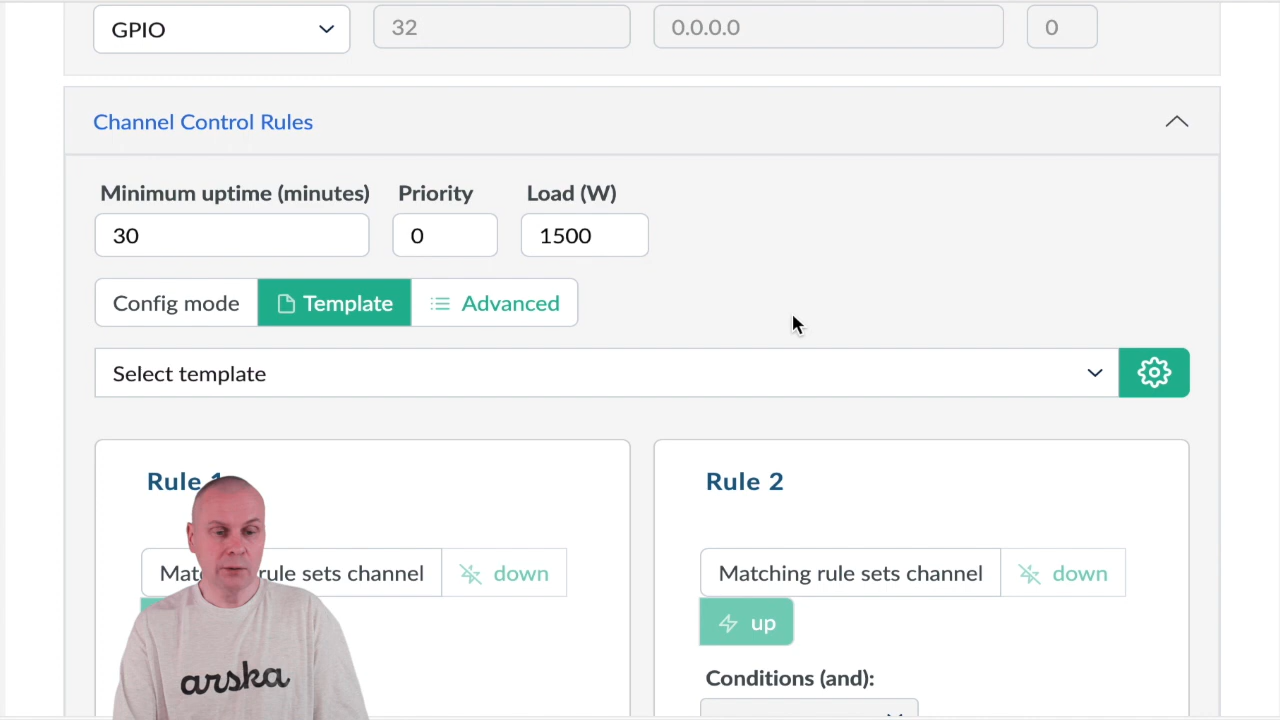 GPIO 32 0.0.0.0 0
Channel Control Rules
Minimum uptime (minutes) Priority Load (W)
30 0 1500
Config mode Template Advanced
Select template
Rule 2
rule sets channel down Matching rule sets channel down
up
Conditions (and):
arska